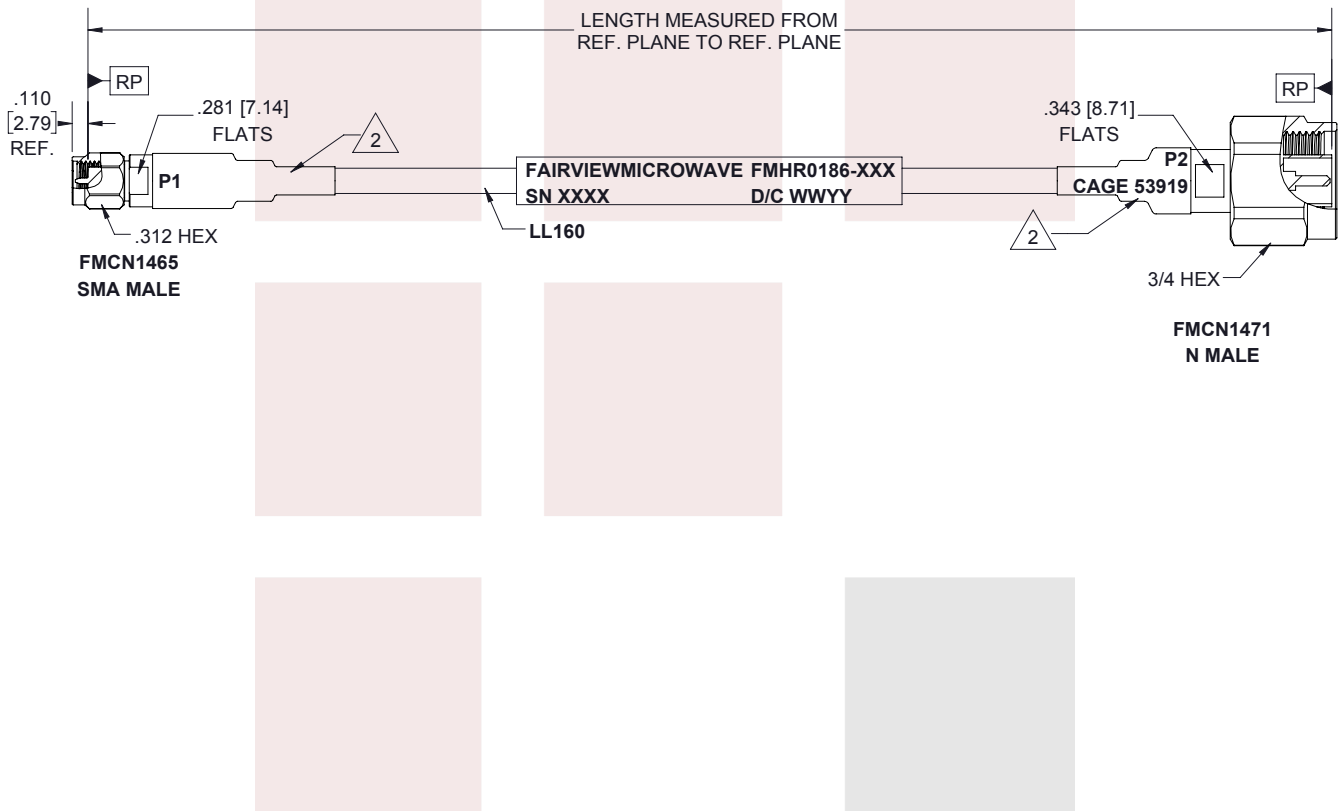 LENGTH MEASURED FROM
REF. PLANE TO REF. PLANE
RP
RP
.110
[2.79]
REF.
.281 [7.14]
FLATS
2
.343 [8.71]
FLATS
P1
FAIRVIEWMICROWAVE FMHR0186-XXX
SN XXXX D/C WWYY
P2
CAGE 53919
.312 HEX
LL160
2
3/4 HEX
FMCN1465
SMA MALE
FMCN1471
N MALE